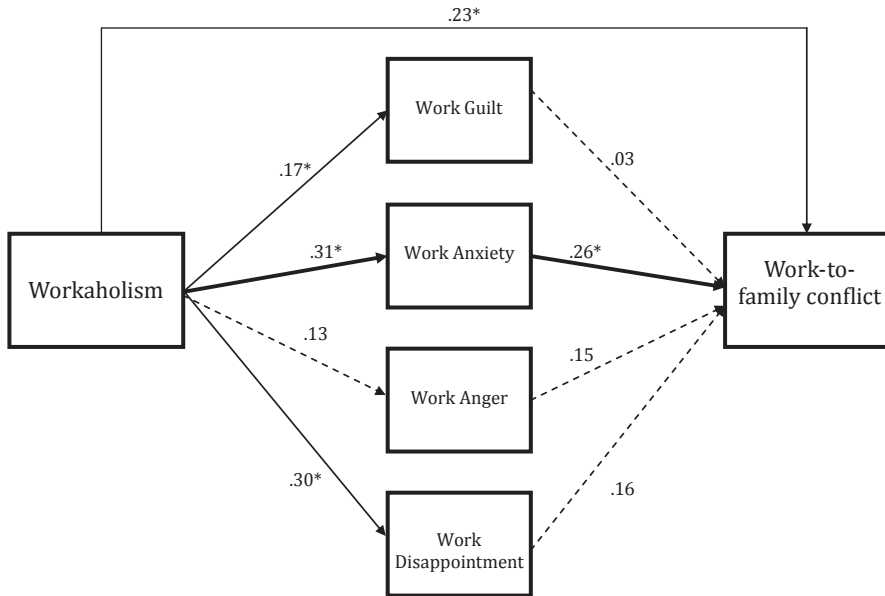 .23*
Work Guilt
.17*
.03
Workaholism
.31*
Work Anxiety
.26*
Work-to-
family conflict
.13
Work Anger
.15
.30*
Work
Disappointment
.16